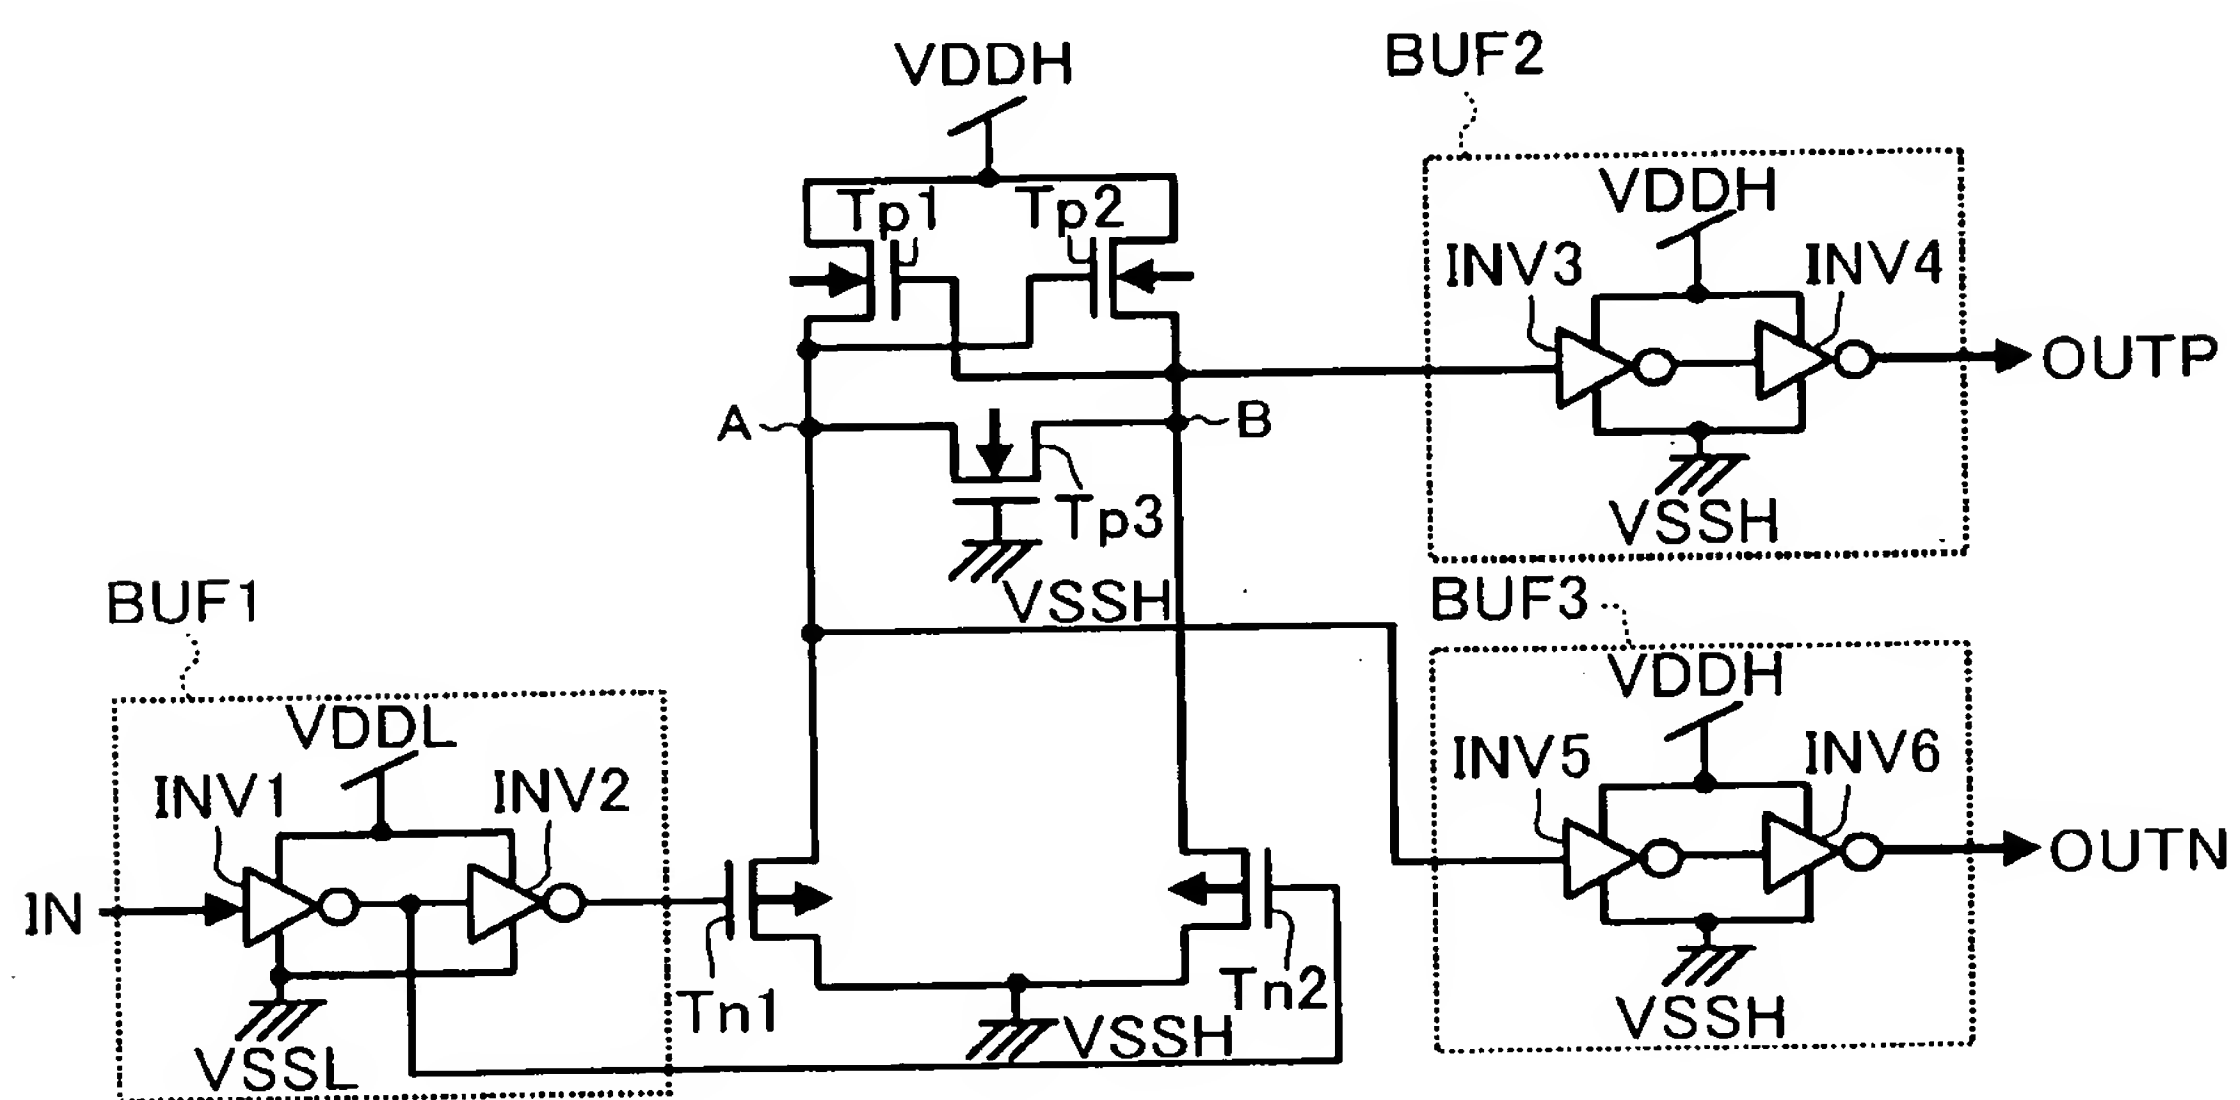 VDDH
BUF2
Tp1
Tp2
VDDH
INV3
INV4
OUTP
A
B
Tp3
VSSH
VSSH
BUF1
BUF3
VDDL
VDDH
INV1
INV2
INV5
INV6
IN
OUTN
Tn1
Tn2
VSSL
VSSH
VSSH